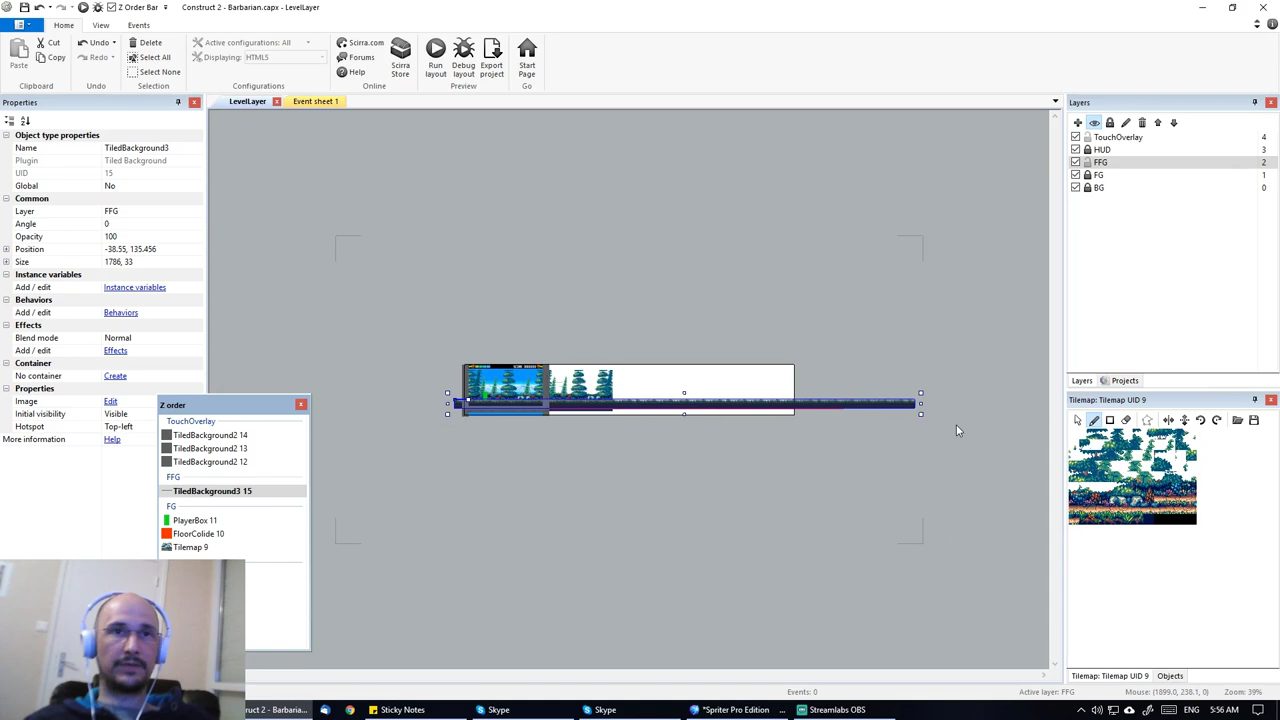 Z Order Bar
Construct 2 - Barbarian.capx - LevelLayer
Home
View
Events
Paste
Cut
Copy
Clipboard
Undo
Redo
Undo
Delete
Select All
Select None
Selection
Active configurations: All
Displaying: HTML5
Configurations
Scirra.com
Forums
Help
Scirra Store
Online
Run layout
Debug layout
Export project
Preview
Start Page
Go
Properties
LevelLayer
Event sheet 1
Object type properties
Name TiledBackground3
Plugin Tiled Background
UID 15
Global No
Common
Layer FFG
Angle 0
Opacity 100
Position -38.55, 135.456
Size 1786, 33
Instance variables
Add / edit Instance variables
Behaviors
Add / edit Behaviors
Effects
Blend mode Normal
Add / edit Effects
Container
No container Create
Properties
Image Edit
Initial visibility Visible
Hotspot Top-left
More information Help
Z order
TouchOverlay
TiledBackground2 14
TiledBackground2 13
TiledBackground2 12
FFG
TiledBackground3 15
FG
PlayerBox 11
FloorColide 10
Tilemap 9
Layers
TouchOverlay 4
HUD 3
FFG 2
FG 1
BG 0
Layers
Projects
Tilemap: Tilemap UID 9
Tilemap: Tilemap UID 9
Objects
Events: 0
Active layer: FFG
Mouse: (1899.0, 238.1, 0)
Zoom: 39%
truct 2 - Barbarian....
Sticky Notes
Skype
Skype
*Spriter Pro Edition ...
Streamlabs OBS
ENG
5:56 AM